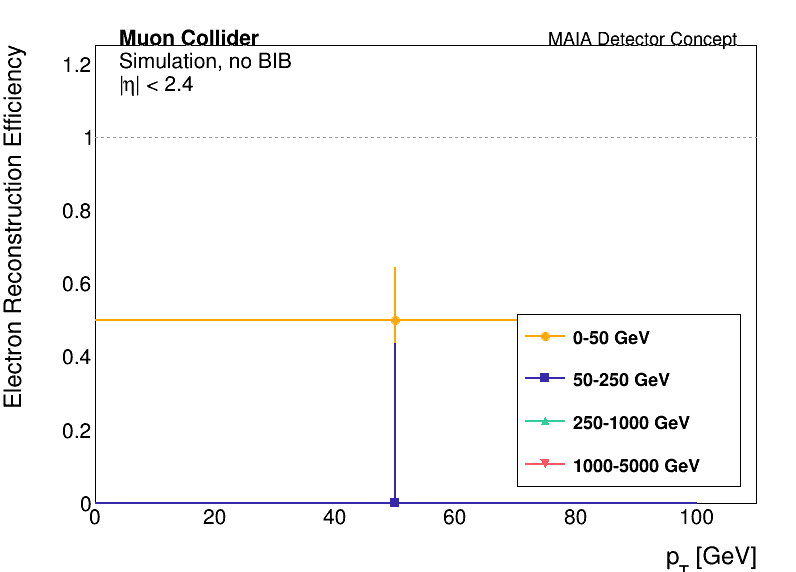 Muon Collider
MAIA Detector Concept
Simulation, no BIB
|η| < 2.4
Electron Reconstruction Efficiency
1.2
1
0.8
0.6
0.4
0.2
0
0 20 40 60 80 100
p_T [GeV]
0-50 GeV
50-250 GeV
250-1000 GeV
1000-5000 GeV